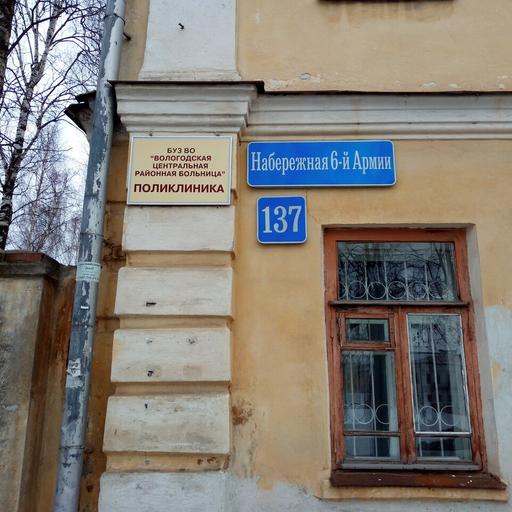 БУЗ ВО
"ВОЛОГОДСКАЯ
ЦЕНТРАЛЬНАЯ
РАЙОННАЯ БОЛЬНИЦА"
ПОЛИКЛИНИКА
Набережная 6-й Армии
137